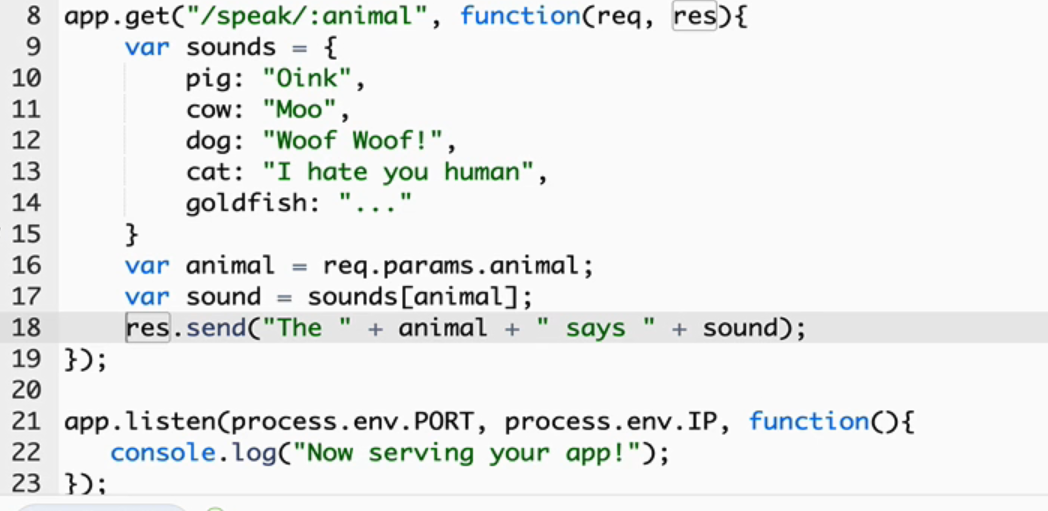 8 app.get("/speak/:animal", function(req, res){
9     var sounds = {
10         pig: "Oink",
11         cow: "Moo",
12         dog: "Woof Woof!",
13         cat: "I hate you human",
14         goldfish: "..."
15     }
16     var animal = req.params.animal;
17     var sound = sounds[animal];
18     res.send("The " + animal + " says " + sound);
19 });
20
21 app.listen(process.env.PORT, process.env.IP, function(){
22    console.log("Now serving your app!");
23 });